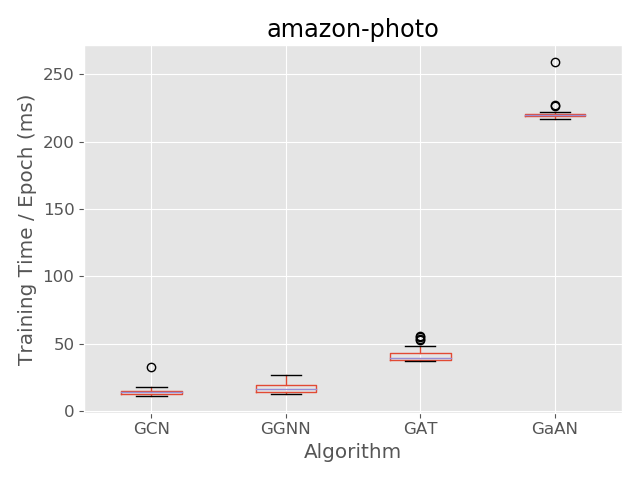 amazon-photo
Training Time / Epoch (ms)
250
200
150
100
50
0
GCN GGNN GAT GaAN
Algorithm